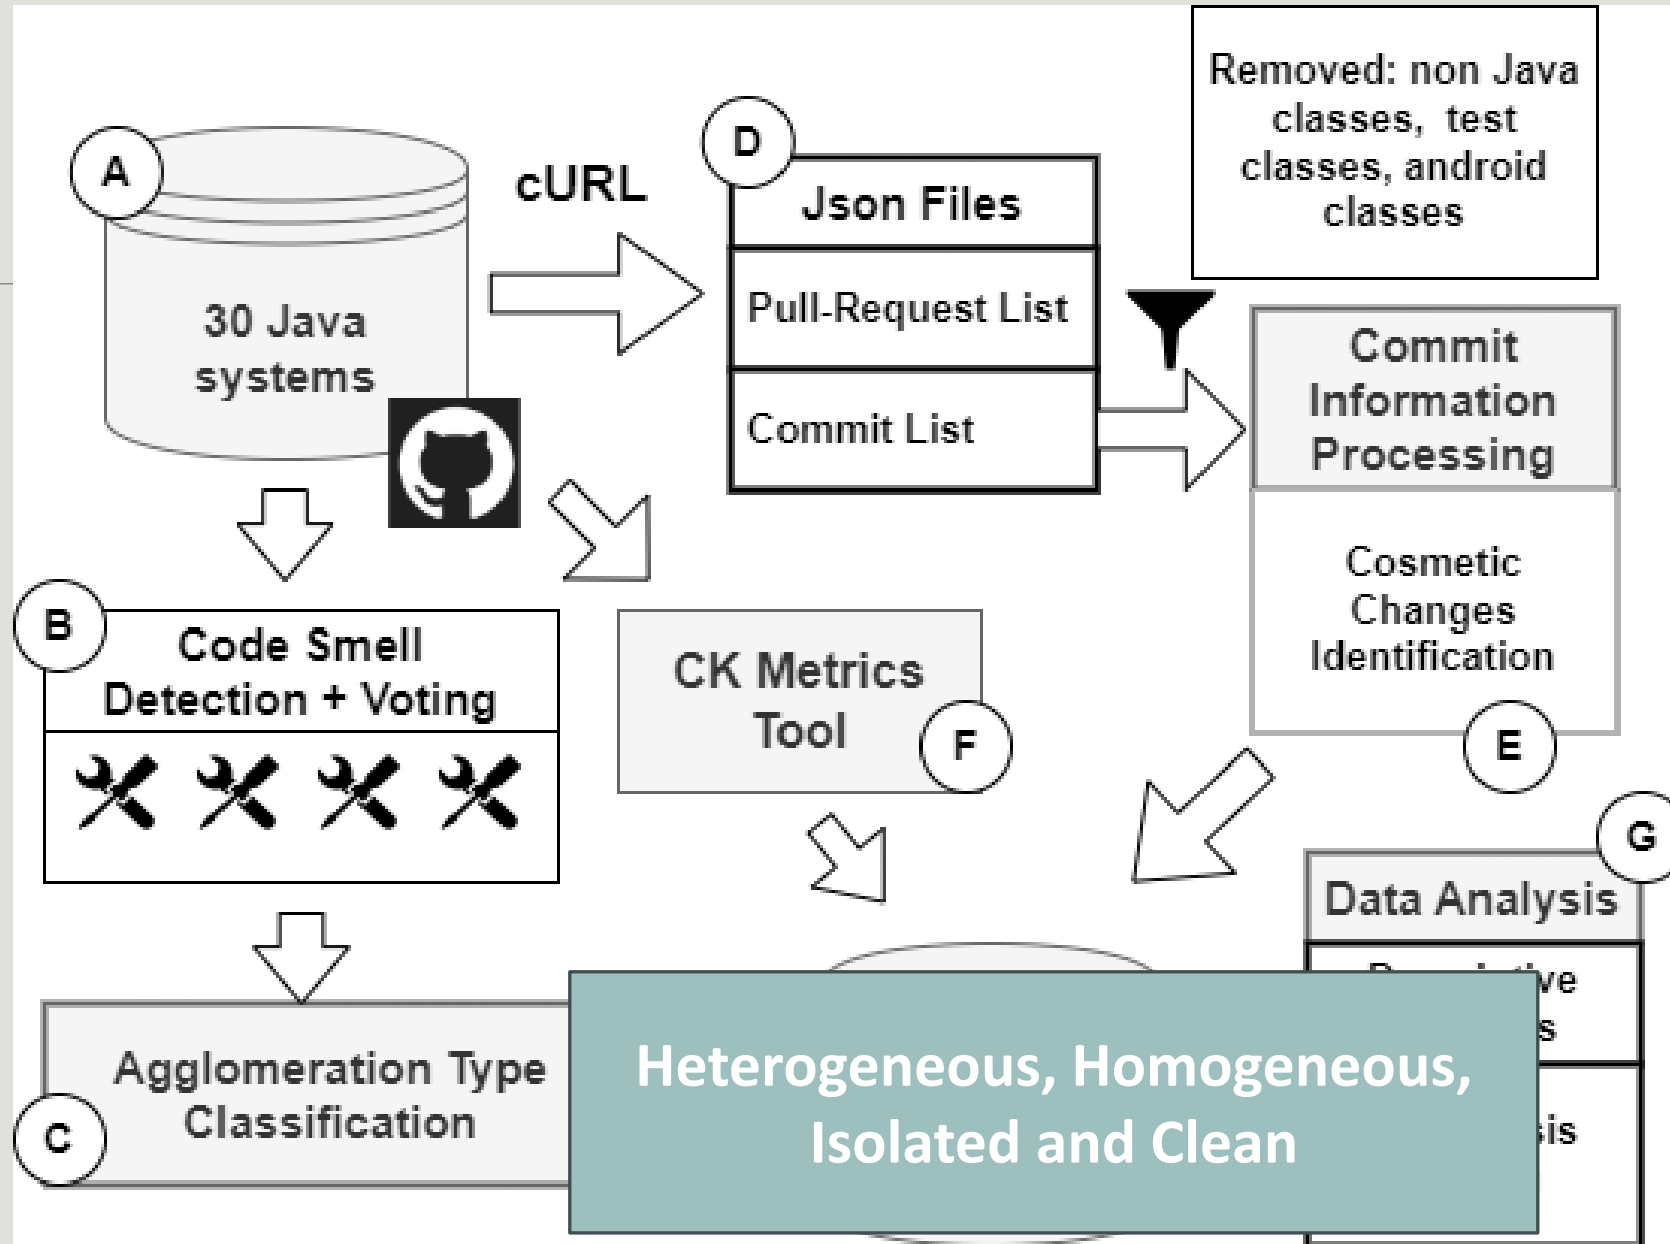 Removed: non Java
classes, test
classes, android
classes
A
30 Java
systems
cURL
D
Json Files
Pull-Request List
Commit List
Commit
Information
Processing
Cosmetic
Changes
Identification
E
B
Code Smell
Detection + Voting
CK Metrics
Tool
F
G
Data Analysis
C
Agglomeration Type
Classification
Heterogeneous, Homogeneous,
Isolated and Clean